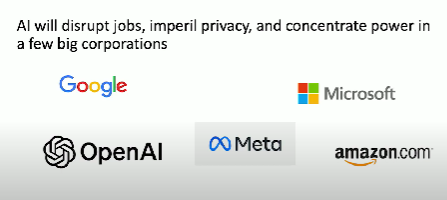 AI will disrupt jobs, imperil privacy, and concentrate power in
a few big corporations
Google
Microsoft
OpenAI
Meta
amazon.com